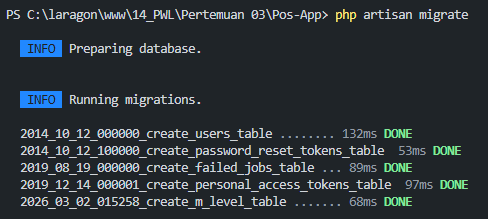 PS C:\laragon\www\14_PWL\Pertemuan 03\Pos-App> php artisan migrate
INFO Preparing database.
INFO Running migrations.
2014_10_12_000000_create_users_table ........ 132ms DONE
2014_10_12_100000_create_password_reset_tokens_table 53ms DONE
2019_08_19_000000_create_failed_jobs_table ... 89ms DONE
2019_12_14_000001_create_personal_access_tokens_table 97ms DONE
2026_03_02_015258_create_m_level_table ...... 68ms DONE